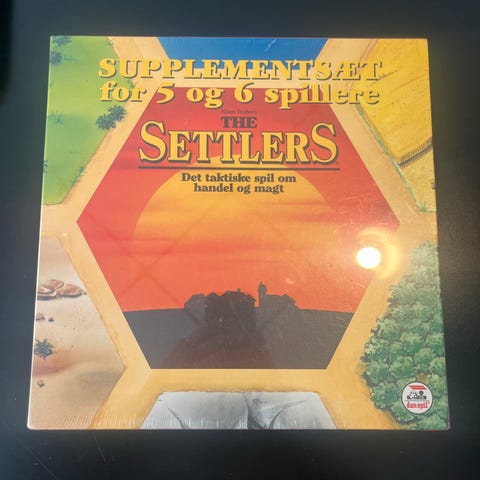 SUPPLEMENTSÆT
for 5 og 6 spillere
Klaus Teuber's
THE
SETTLERS
Det taktiske spil om
handel og magt
dan-spil